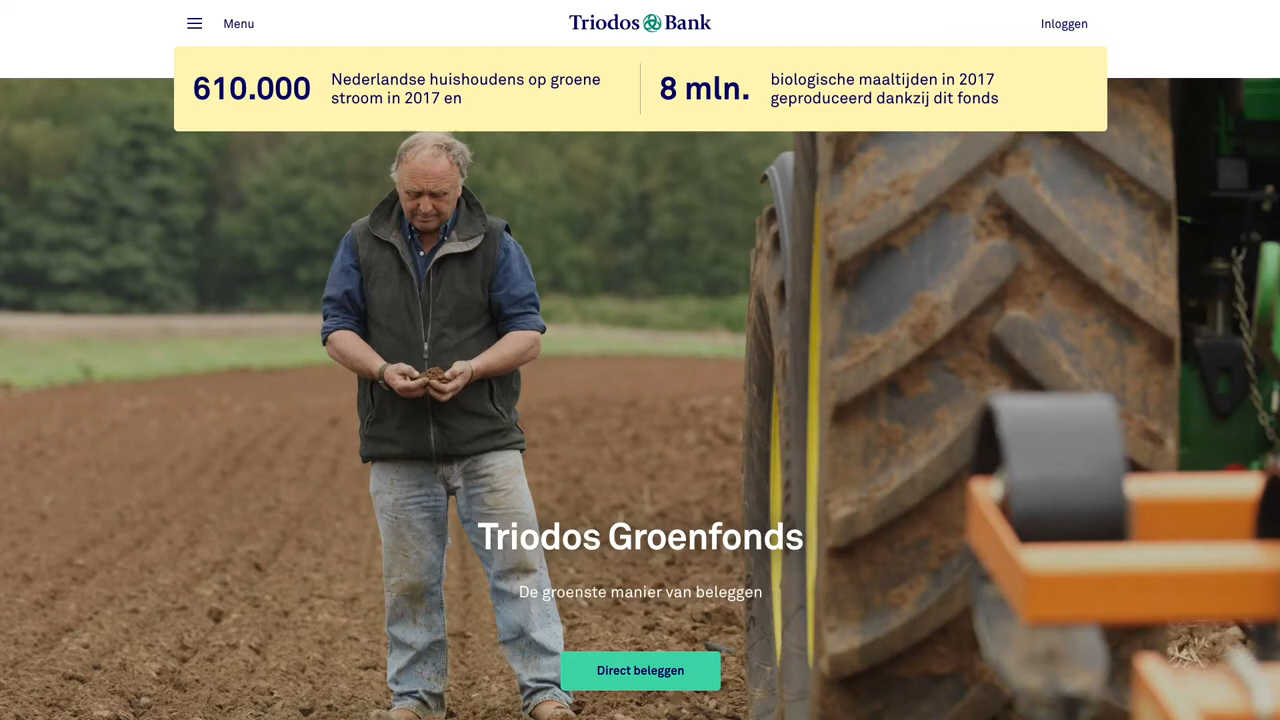 Menu
Triodos Bank
Inloggen
610.000
Nederlandse huishoudens op groene
stroom in 2017 en
8 mln.
biologische maaltijden in 2017
geproduceerd dankzij dit fonds
Triodos Groenfonds
De groenste manier van beleggen
Direct beleggen